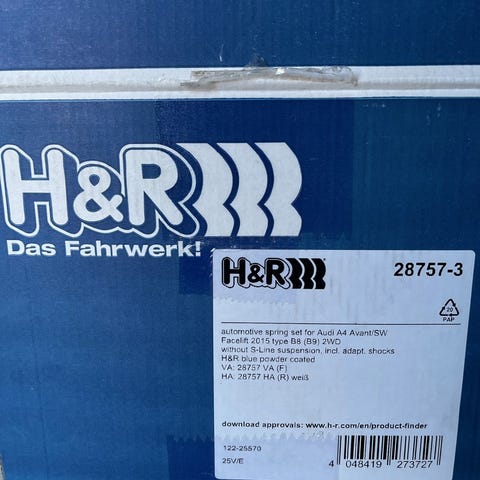 H&R
Das Fahrwerk!
H&R
28757-3
20
PAP
automotive spring set for Audi A4 Avant/SW
Facelift 2015 type B8 (B9) 2WD
without S-Line suspension, incl. adapt. shocks
H&R blue powder coated
VA: 28757 VA (F)
HA: 28757 HA (R) weiß
download approvals: www.h-r.com/en/product-finder
122-25570
25V/E
4 048419 273727